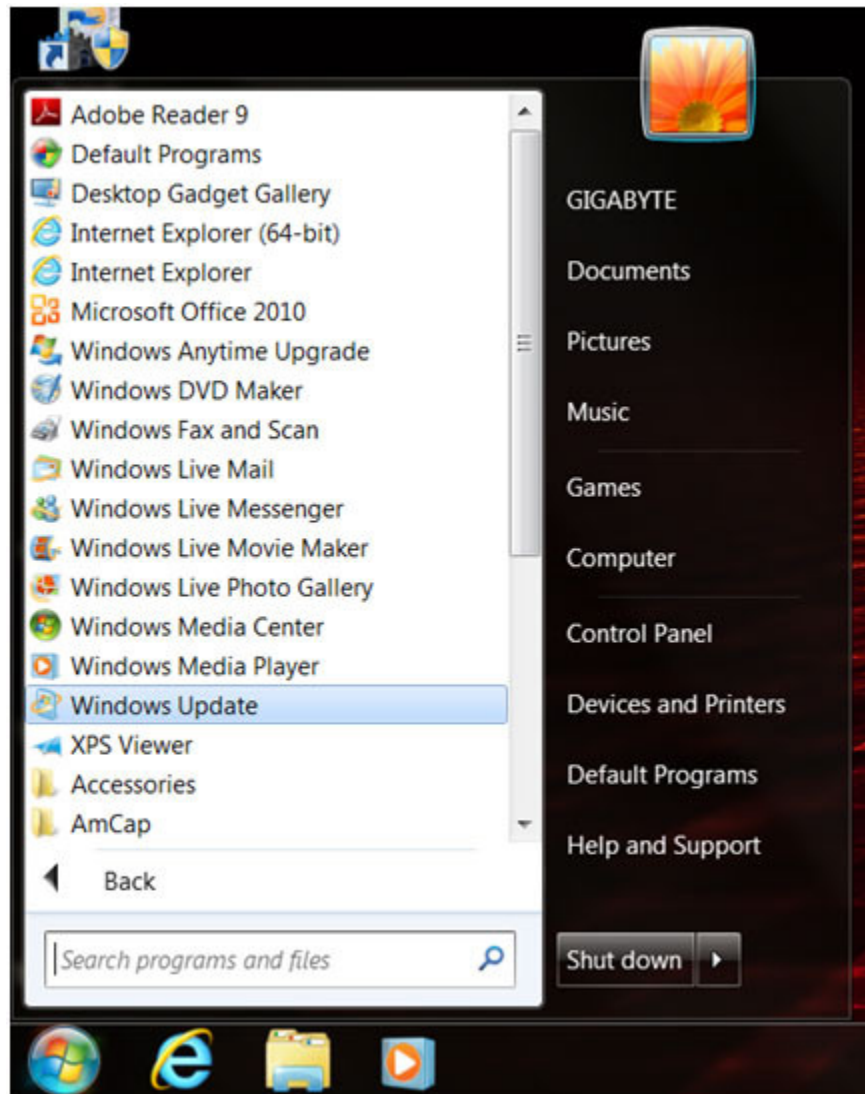 Adobe Reader 9
Default Programs
Desktop Gadget Gallery
Internet Explorer (64-bit)
Internet Explorer
Microsoft Office 2010
Windows Anytime Upgrade
Windows DVD Maker
Windows Fax and Scan
Windows Live Mail
Windows Live Messenger
Windows Live Movie Maker
Windows Live Photo Gallery
Windows Media Center
Windows Media Player
Windows Update
XPS Viewer
Accessories
AmCap
Back
Search programs and files
GIGABYTE
Documents
Pictures
Music
Games
Computer
Control Panel
Devices and Printers
Default Programs
Help and Support
Shut down